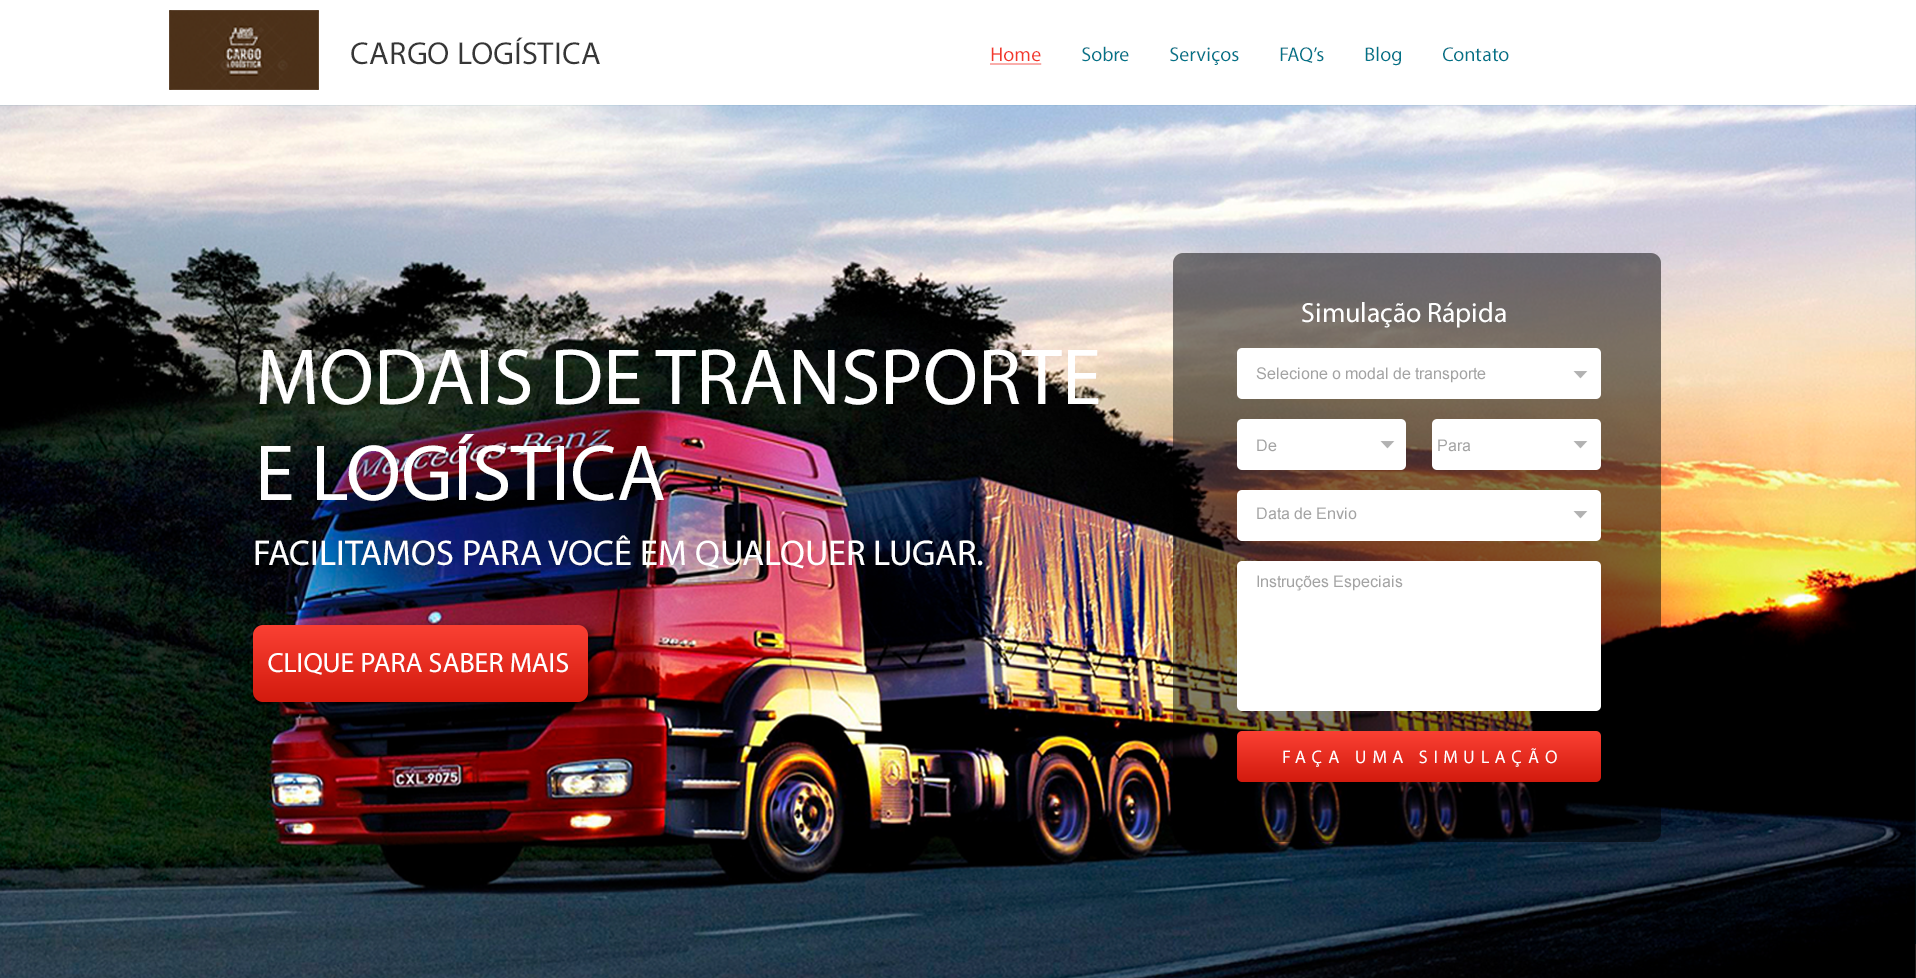 CARGO
LOGÍSTICA
CARGO LOGÍSTICA
Home Sobre Serviços FAQ's Blog Contato
MODAIS DE TRANSPORTE
E LOGÍSTICA
FACILITAMOS PARA VOCÊ EM QUALQUER LUGAR.
CLIQUE PARA SABER MAIS
Mercedes-Benz
2644
CXL 9075
Simulação Rápida
Selecione o modal de transporte
De Para
Data de Envio
Instruções Especiais
FAÇA UMA SIMULAÇÃO